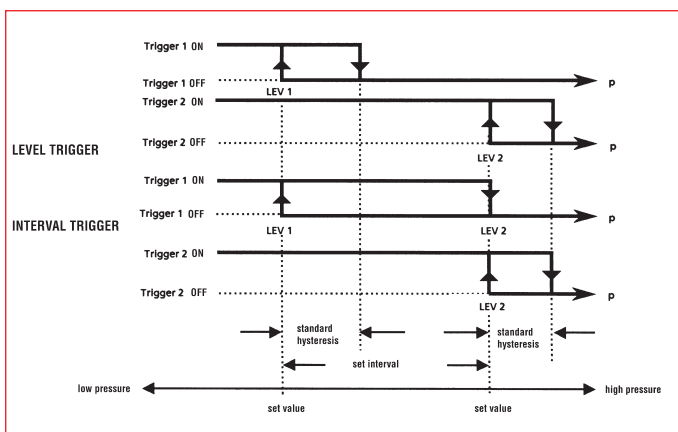 Trigger 1 ON
Trigger 1 OFF
p
LEV 1
Trigger 2 ON
Trigger 2 OFF
p
LEVEL TRIGGER
LEV 2
Trigger 1 ON
Trigger 1 OFF
p
INTERVAL TRIGGER
LEV 1
LEV 2
Trigger 2 ON
Trigger 2 OFF
p
LEV 2
standard
hysteresis
standard
hysteresis
set interval
low pressure
high pressure
set value
set value